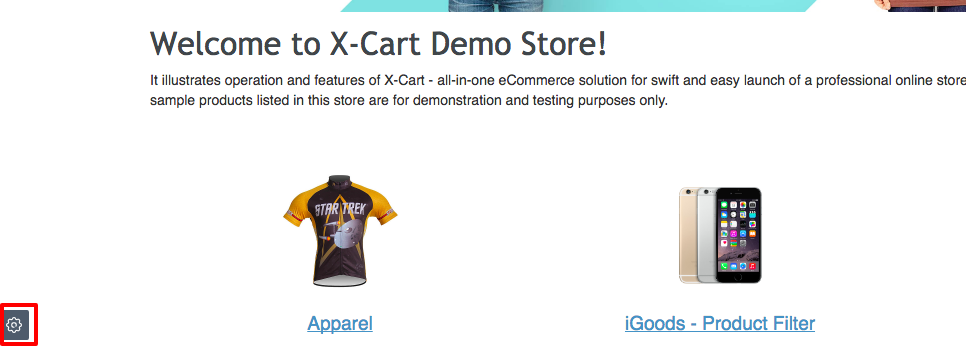 Welcome to X-Cart Demo Store!
It illustrates operation and features of X-Cart - all-in-one eCommerce solution for swift and easy launch of a professional online store
sample products listed in this store are for demonstration and testing purposes only.
STAR TREK
Apparel
iGoods - Product Filter